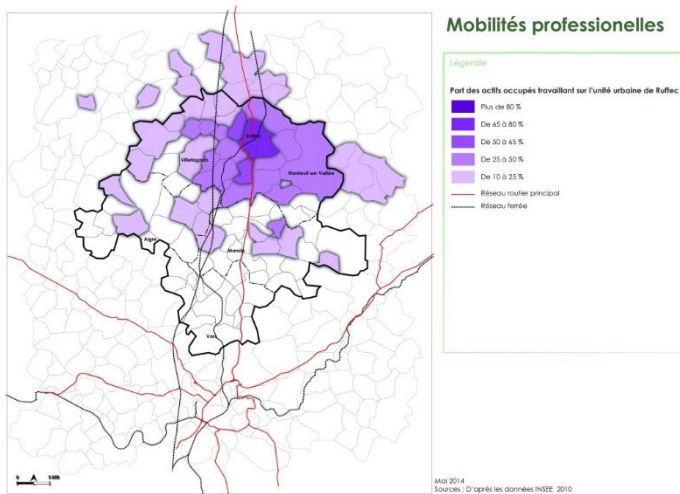 Mobilités professionelles
Légende
Part des actifs occupés travaillant sur l'unité urbaine de Ruffec
Plus de 80 %
De 65 à 80 %
De 50 à 65 %
De 25 à 50 %
De 10 à 25 %
Réseau routier principal
Réseau ferrée
Ruffec
Villefagnan
Nanteuil-en-Vallée
Aigre
Mansle
Vars
Mai 2014
Sources : D'après les données INSEE 2010